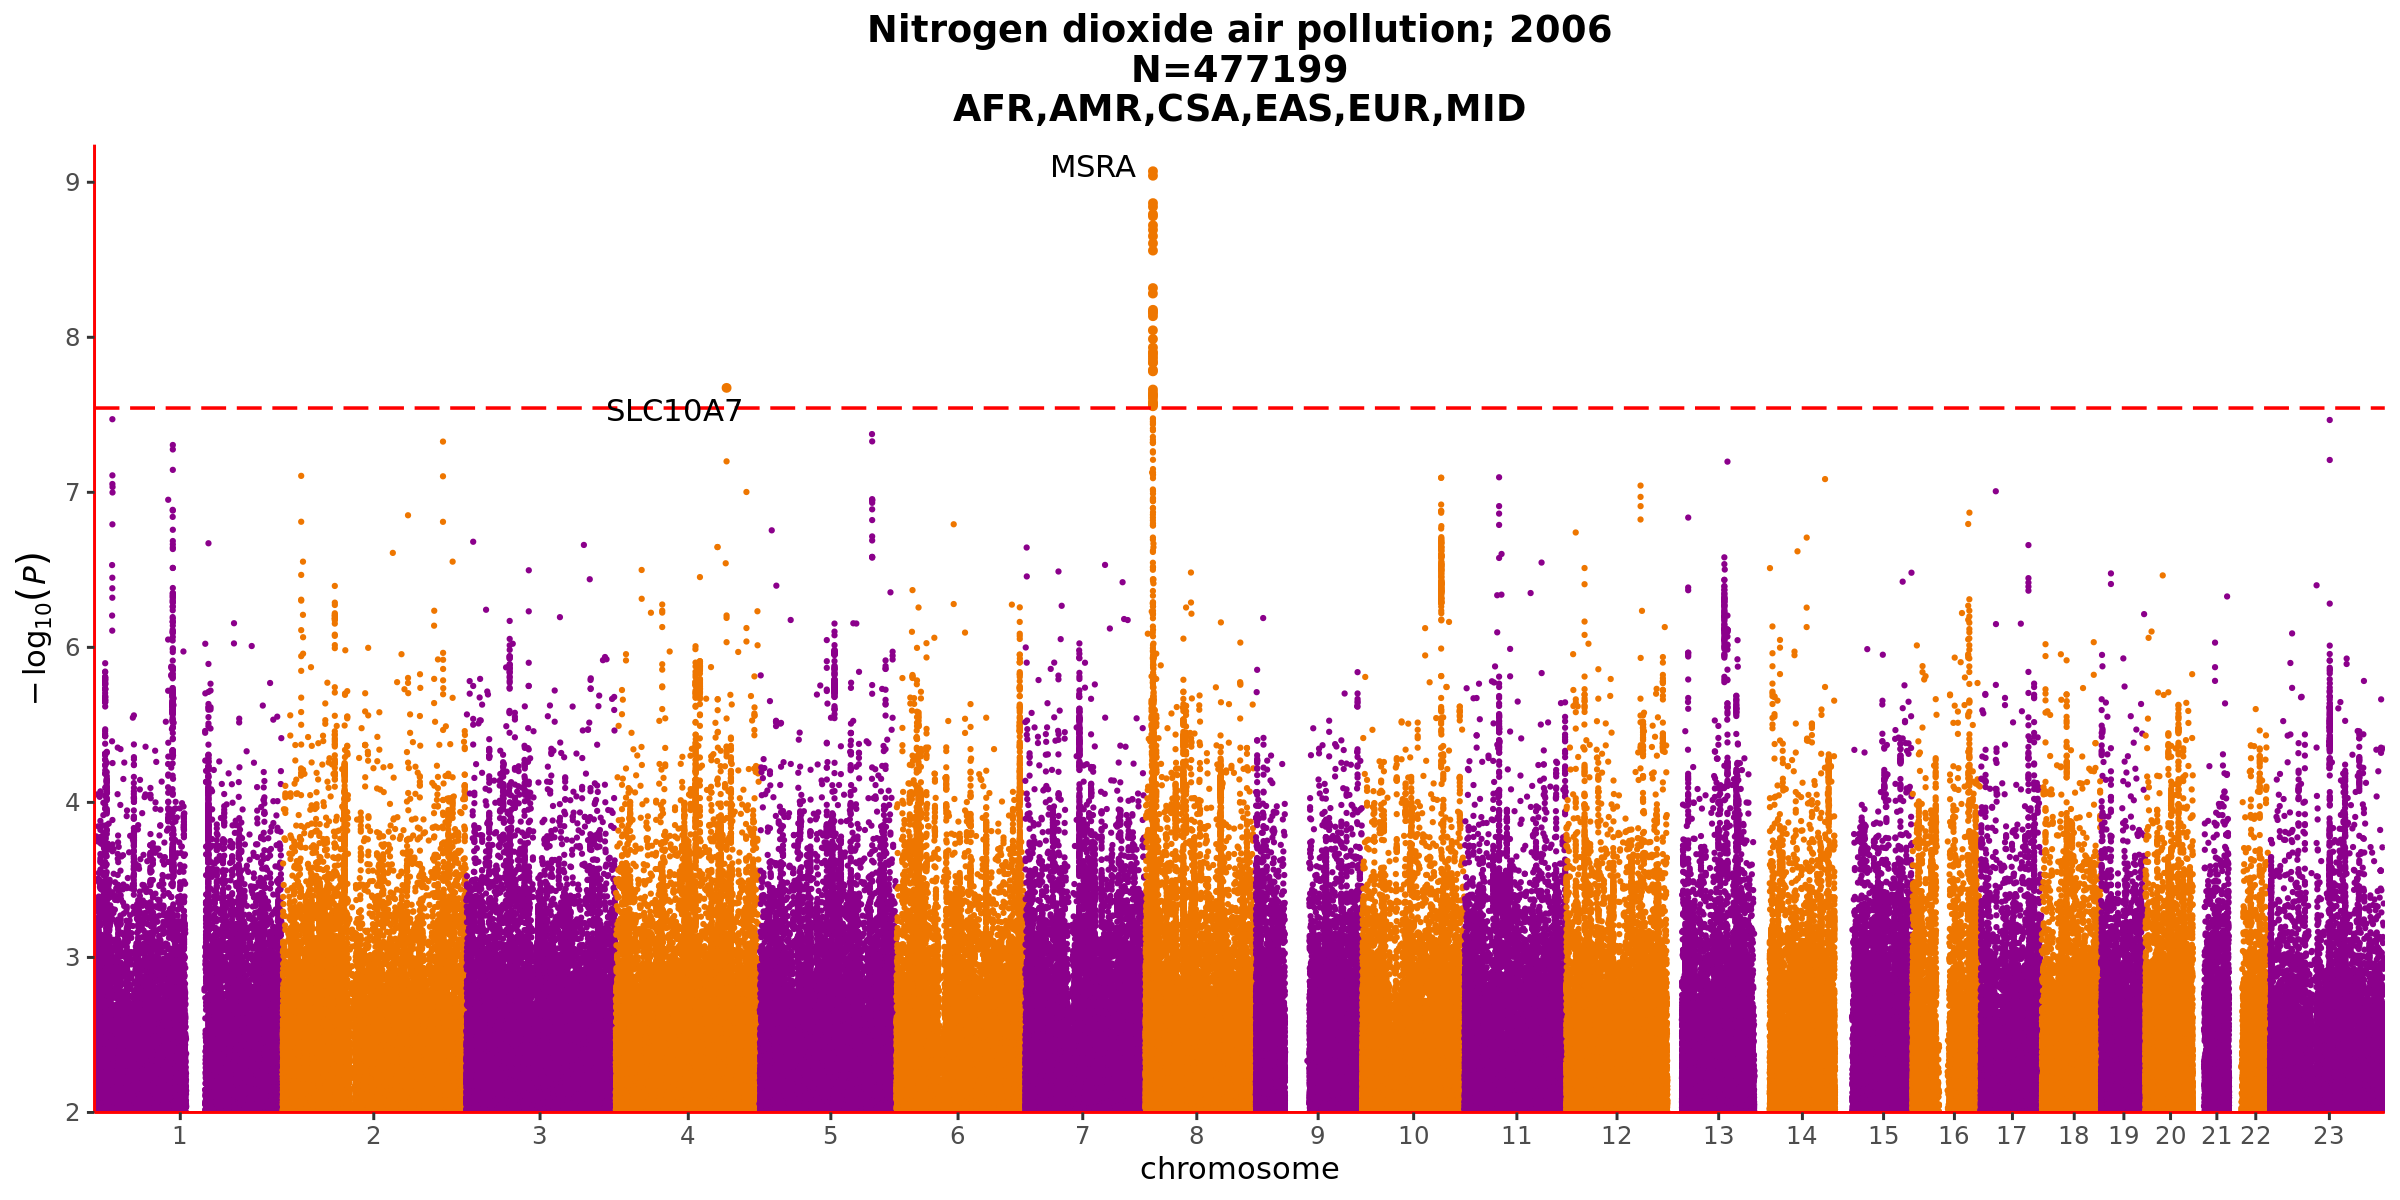 Nitrogen dioxide air pollution; 2006
N=477199
AFR,AMR,CSA,EAS,EUR,MID
MSRA
SLC10A7
9
8
7
6
5
4
3
2
−log10(P)
1 2 3 4 5 6 7 8 9 10 11 12 13 14 15 16 17 18 19 20 21 22 23
chromosome